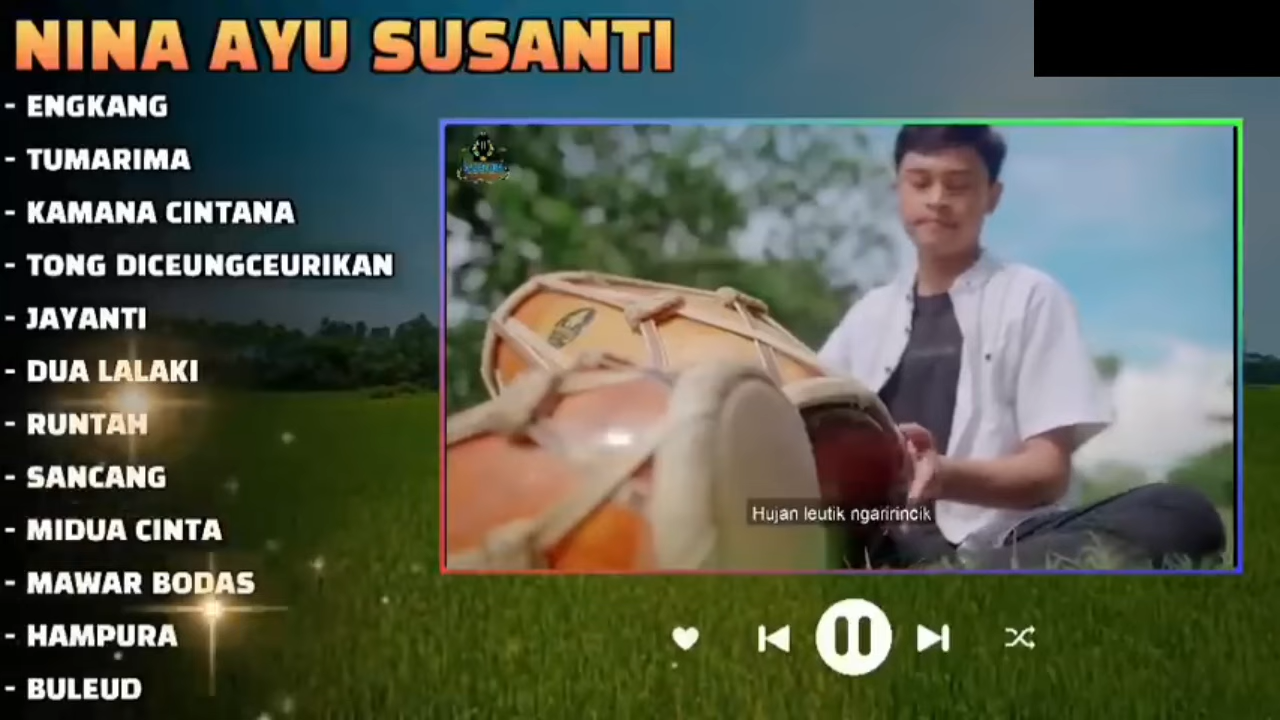 NINA AYU SUSANTI
- ENGKANG
- TUMARIMA
- KAMANA CINTANA
- TONG DICEUNGCEURIKAN
- JAYANTI
- DUA LALAKI
- RUNTAH
- SANCANG
- MIDUA CINTA
- MAWAR BODAS
- HAMPURA
- BULEUD
Hujan leutik ngaririncik